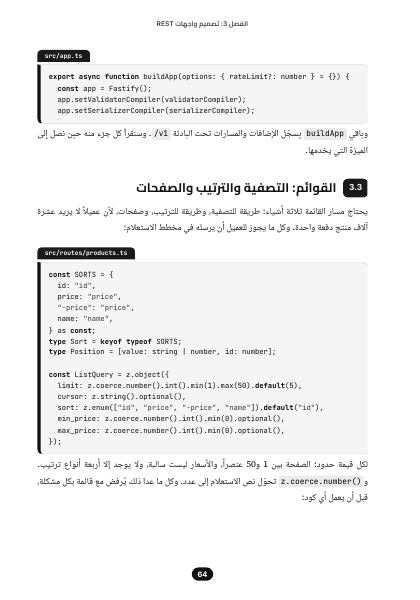 الفصل 3: تصميم واجهات REST
src/app.ts
export async function buildApp(options: { rateLimit?: number } = {}) {
  const app = Fastify();
  app.setValidatorCompiler(validatorCompiler);
  app.setSerializerCompiler(serializerCompiler);
وباقي buildApp يسجّل الإضافات والمسارات تحت البادئة /v1. وسنقرأ كل جزء منه حين نصل إلى
الميزة التي يخدمها.
3.3 القوائم: التصفية والترتيب والصفحات
يحتاج مسار القائمة ثلاثة أشياء: طريقة للتصفية، وطريقة للترتيب، وصفحات، لأن عميلاً لا يريد عشرة
آلاف منتج دفعة واحدة. وكل ما يجوز للعميل أن يرسله في مخطط الاستعلام:
src/routes/products.ts
const SORTS = {
  id: "id",
  price: "price",
  "-price": "price",
  name: "name",
} as const;
type Sort = keyof typeof SORTS;
type Position = [value: string | number, id: number];
const ListQuery = z.object({
  limit: z.coerce.number().int().min(1).max(50).default(5),
  cursor: z.string().optional(),
  sort: z.enum(["id", "price", "-price", "name"]).default("id"),
  min_price: z.coerce.number().int().min(0).optional(),
  max_price: z.coerce.number().int().min(0).optional(),
});
لكل قيمة حدود: الصفحة بين 1 و50 عنصراً، والأسعار ليست سالبة، ولا يوجد إلا أربعة أنواع ترتيب.
و z.coerce.number() تحوّل نص الاستعلام إلى عدد. وكل ما عدا ذلك يُرفض مع قائمة بكل مشكلة،
قبل أن يعمل أي كود:
64